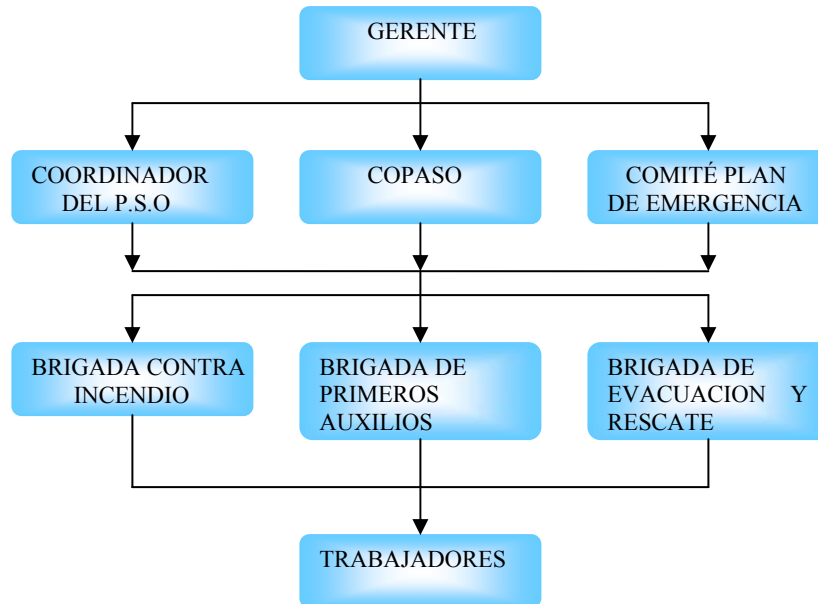 GERENTE
COORDINADOR
DEL P.S.O
COPASO
COMITÉ PLAN
DE EMERGENCIA
BRIGADA CONTRA
INCENDIO
BRIGADA DE
PRIMEROS
AUXILIOS
BRIGADA DE
EVACUACION Y
RESCATE
TRABAJADORES